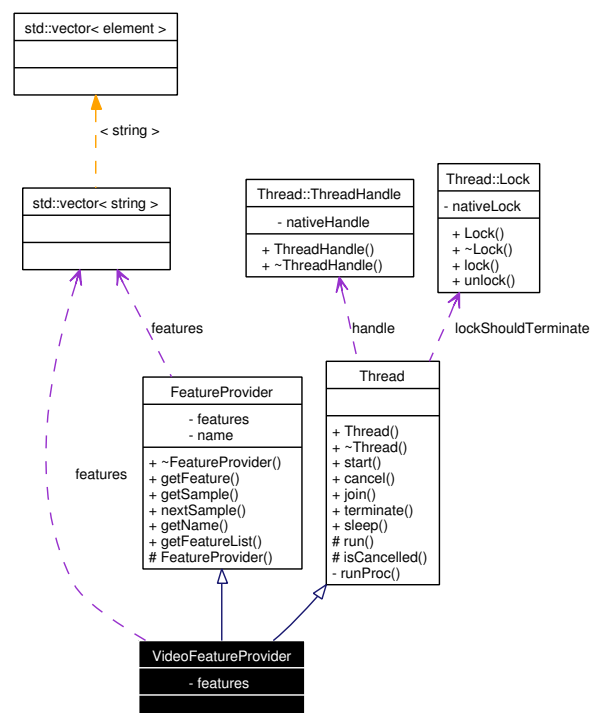 std::vector< element >
< string >
std::vector< string >
Thread::ThreadHandle
- nativeHandle
+ ThreadHandle()
+ ~ThreadHandle()
Thread::Lock
- nativeLock
+ Lock()
+ ~Lock()
+ lock()
+ unlock()
features
handle
lockShouldTerminate
FeatureProvider
- features
- name
+ ~FeatureProvider()
+ getFeature()
+ getSample()
+ nextSample()
+ getName()
+ getFeatureList()
# FeatureProvider()
Thread
+ Thread()
+ ~Thread()
+ start()
+ cancel()
+ join()
+ terminate()
+ sleep()
# run()
# isCancelled()
- runProc()
features
VideoFeatureProvider
- features